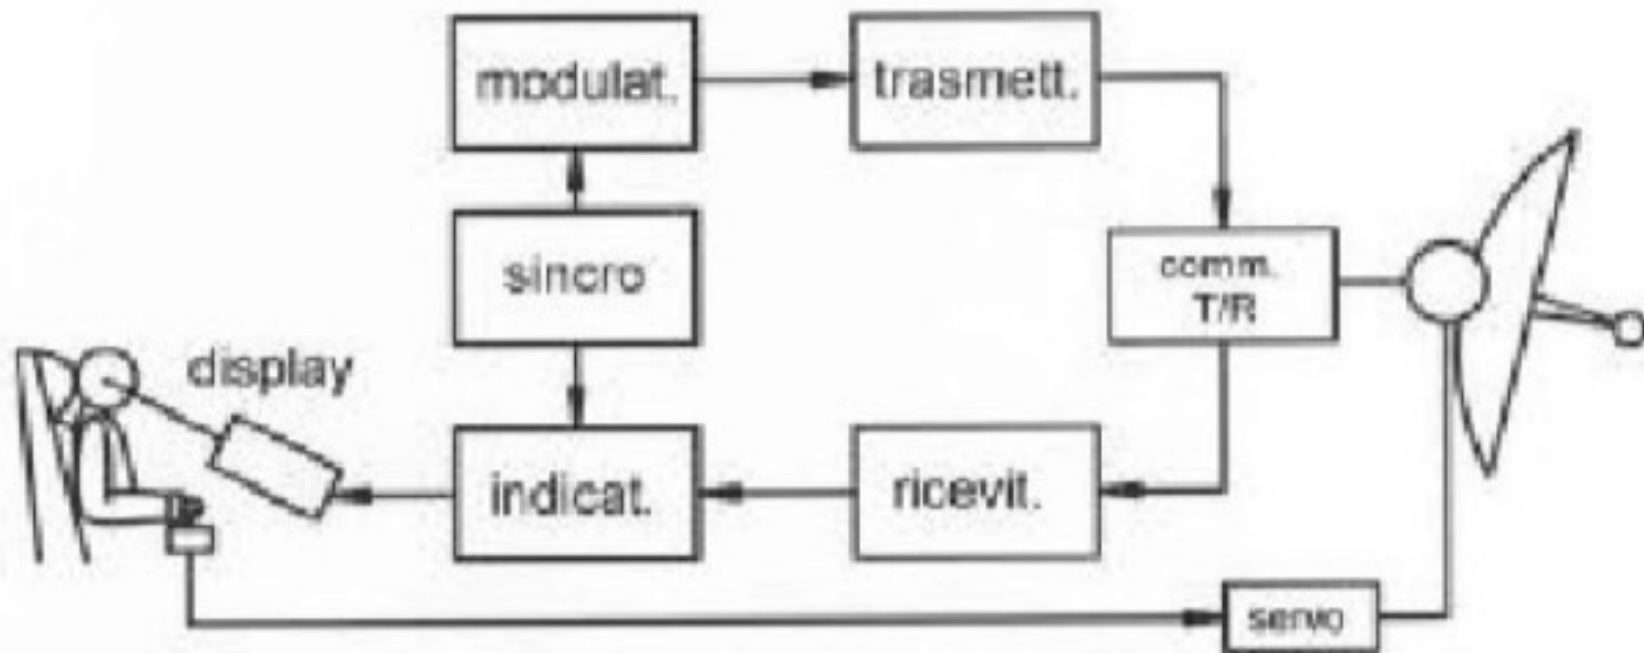 modulat.
trasmett.
sincro
comm.
T/R
display
indicat.
ricevit.
servo